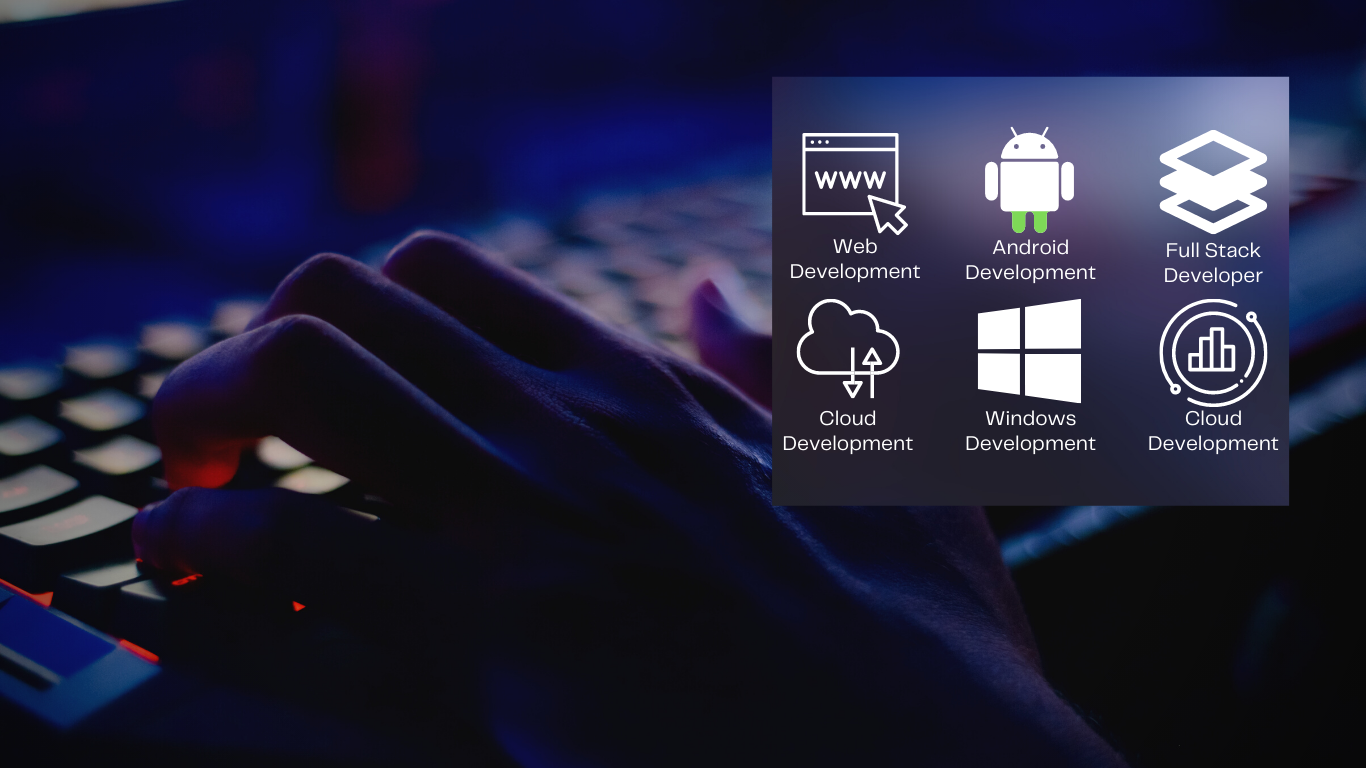 WWW
Web
Development
Android
Development
Full Stack
Developer
Cloud
Development
Windows
Development
Cloud
Development